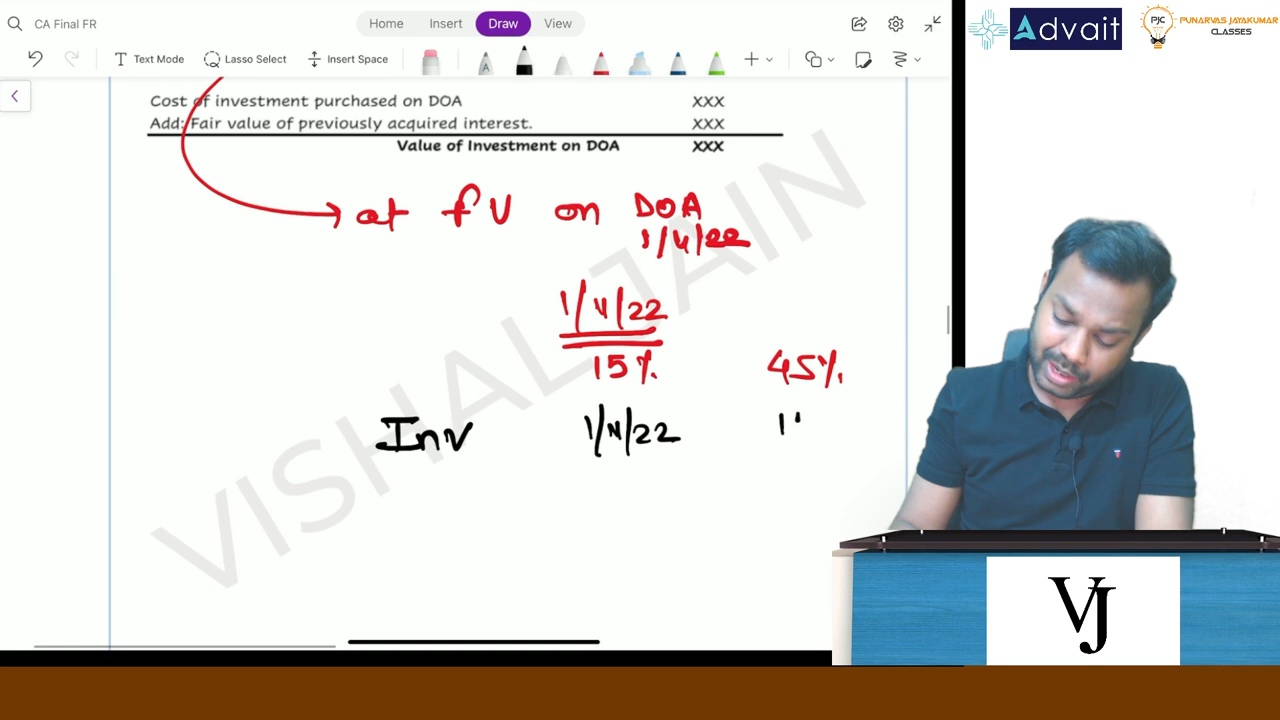 CA Final FR
Home Insert Draw View
Advait
PJC
PUNARVAS JAYAKUMAR
CLASSES
Text Mode Lasso Select Insert Space
Cost of investment purchased on DOA XXX
Add: Fair value of previously acquired interest. XXX
Value of Investment on DOA XXX
at FV on DOA
1/4/22
1/4/22
15% 45%
Inv 1/4/22
VISHAL JAIN
VJ